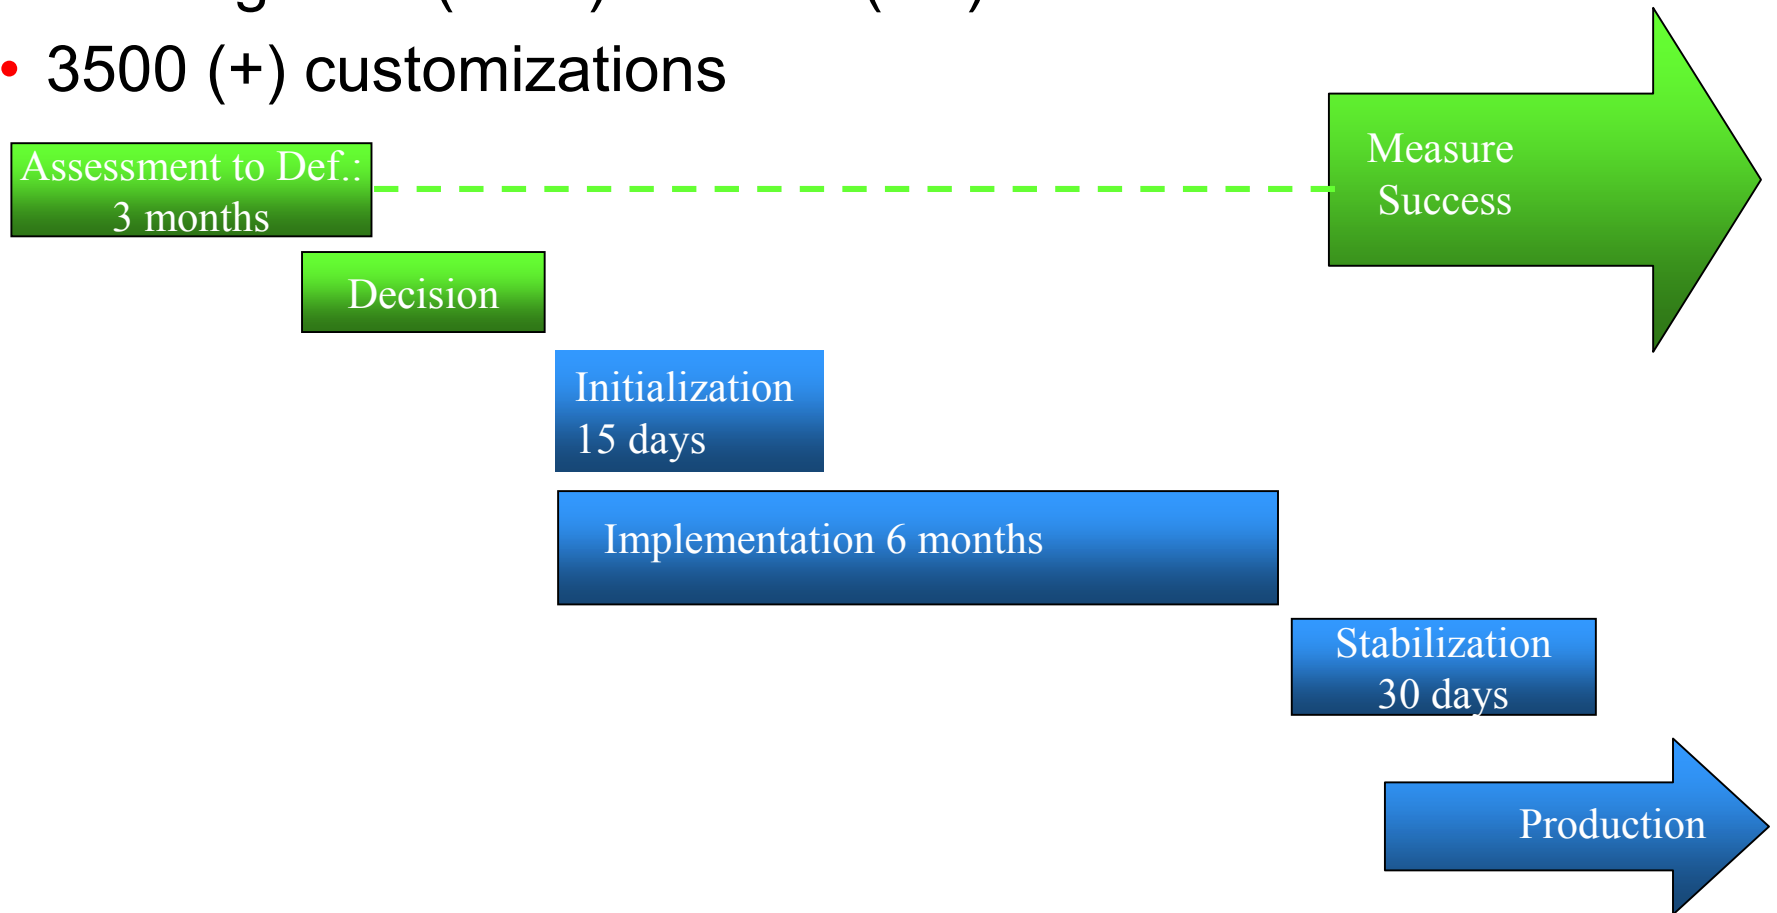 • 3500 (+) customizations
Assessment to Def.:
3 months
Measure
Success
Decision
Initialization
15 days
Implementation 6 months
Stabilization
30 days
Production